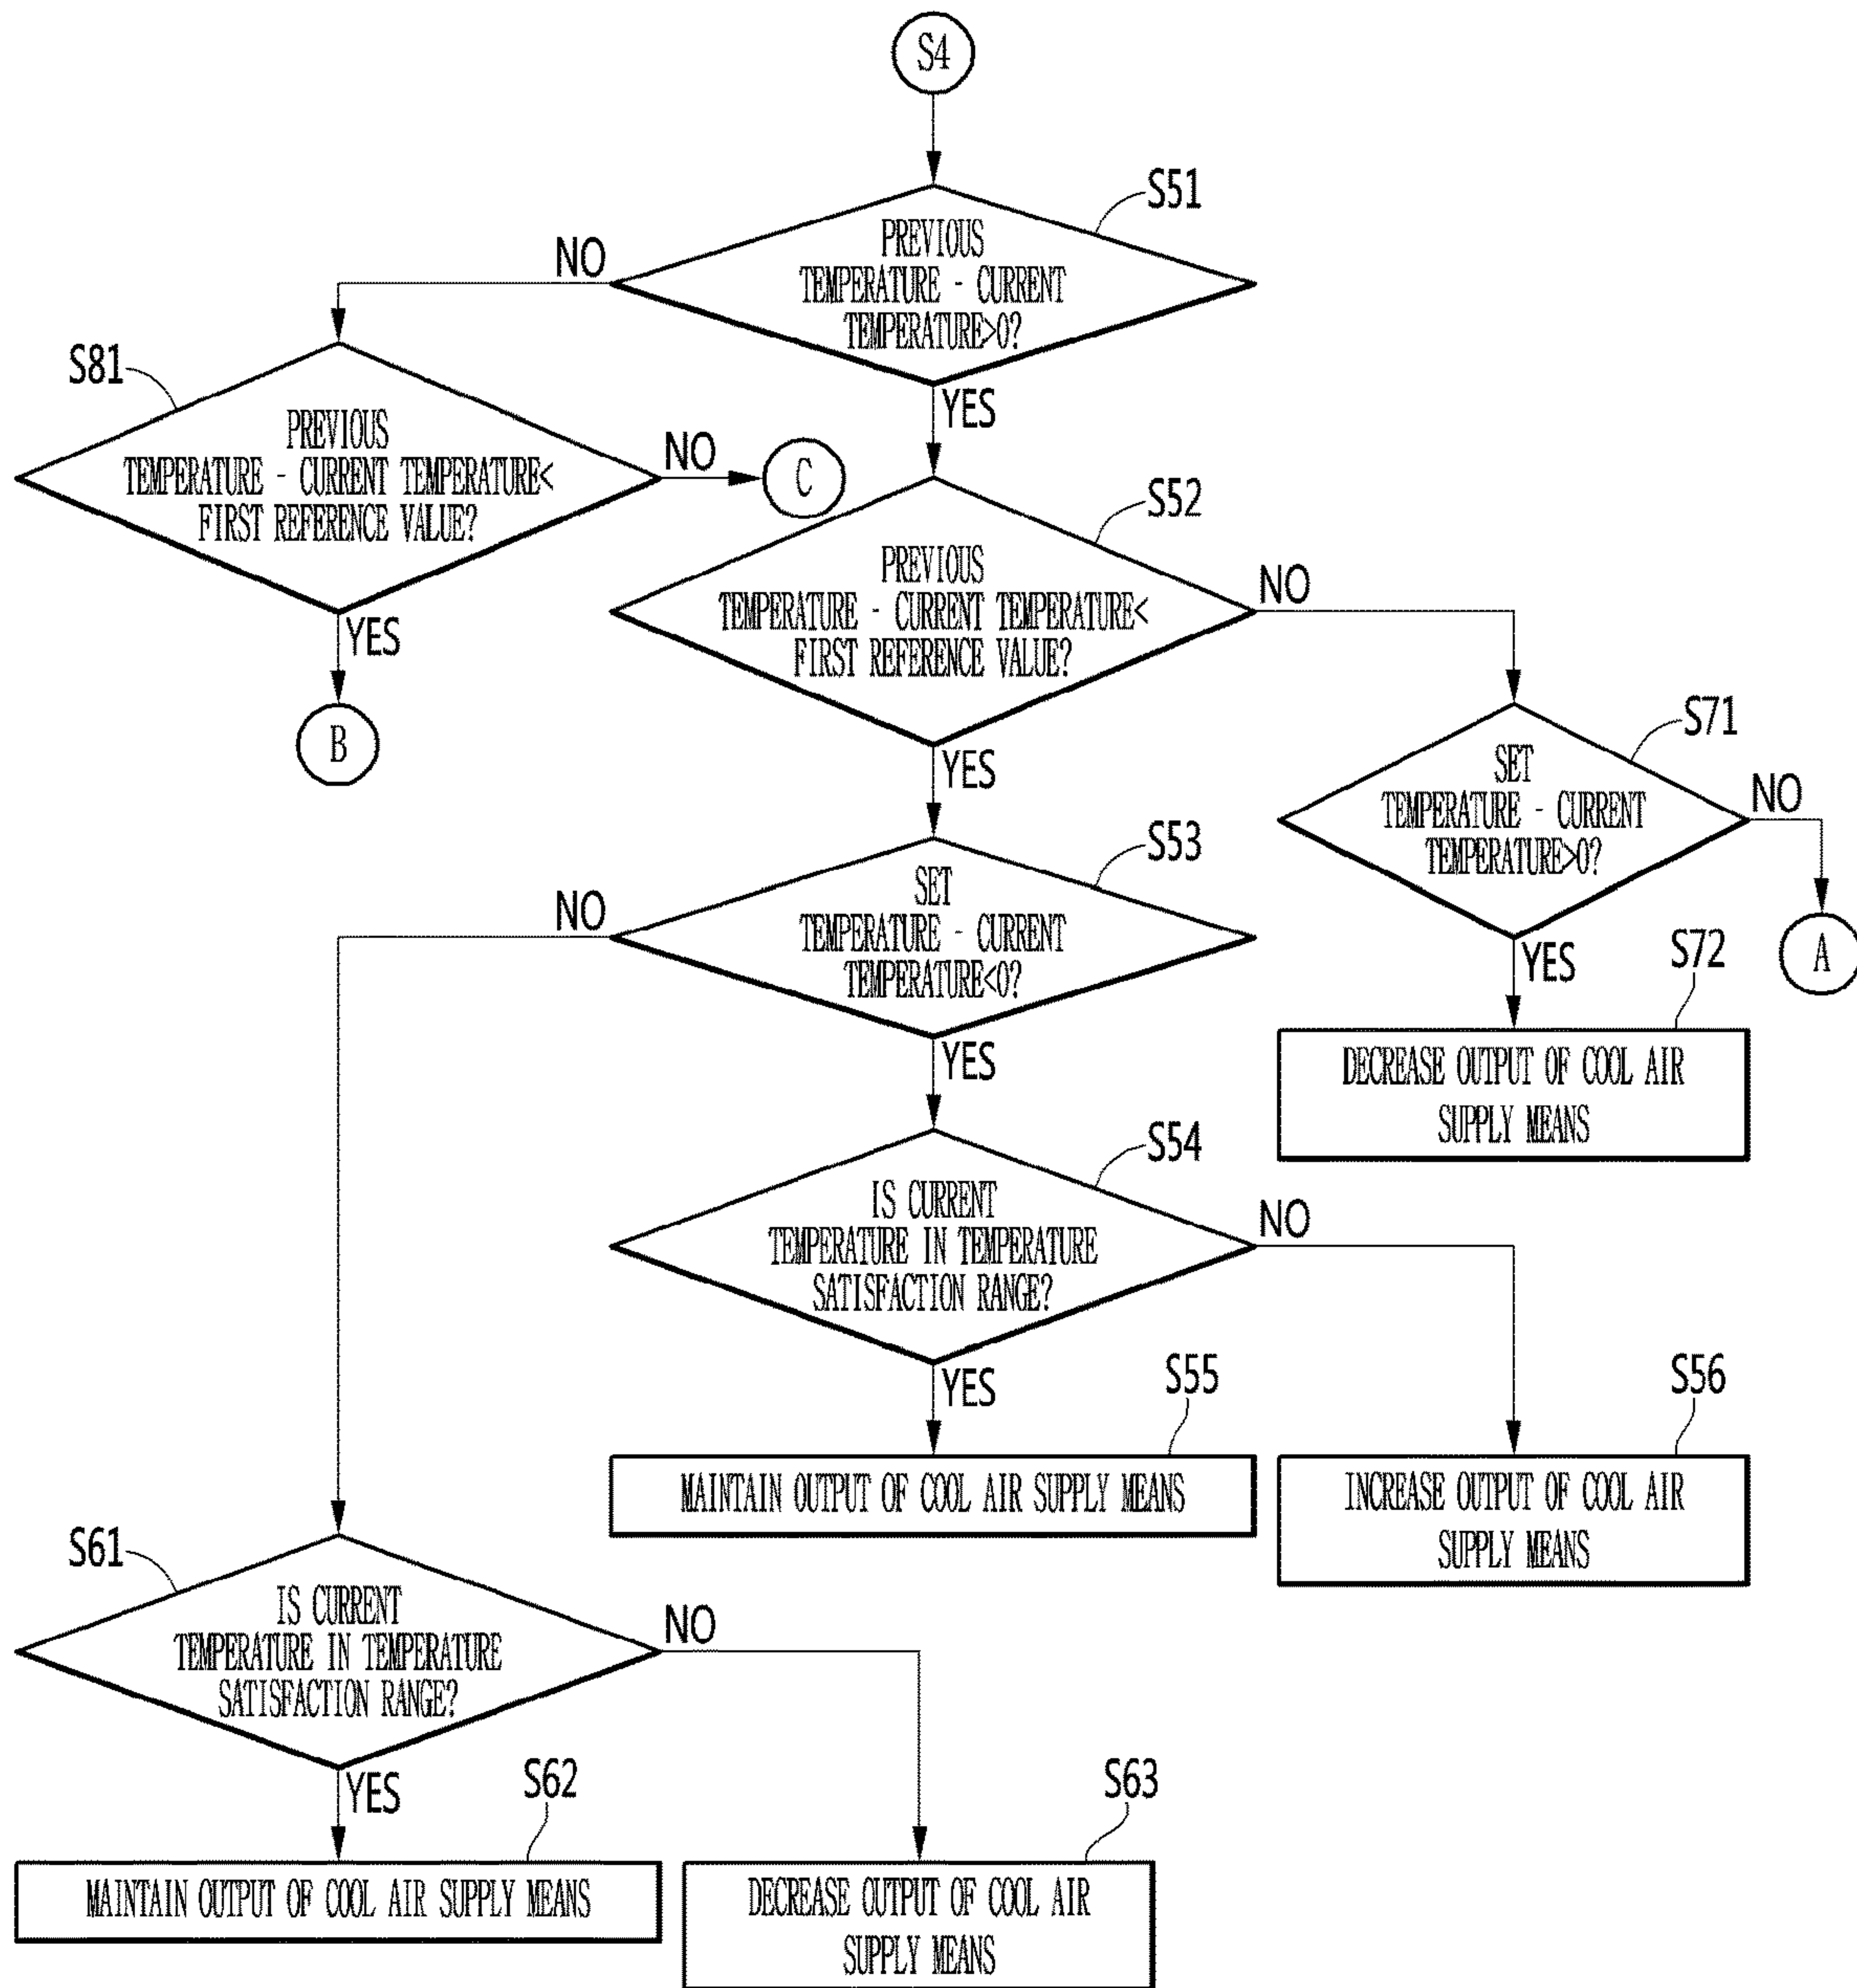 S4
S51
PREVIOUS
TEMPERATURE - CURRENT
TEMPERATURE>0?
NO
YES
S81
PREVIOUS
TEMPERATURE - CURRENT TEMPERATURE<
FIRST REFERENCE VALUE?
NO
C
YES
B
S52
PREVIOUS
TEMPERATURE - CURRENT TEMPERATURE<
FIRST REFERENCE VALUE?
NO
YES
S71
SET
TEMPERATURE - CURRENT
TEMPERATURE>0?
NO
A
YES
S72
DECREASE OUTPUT OF COOL AIR
SUPPLY MEANS
S53
SET
TEMPERATURE - CURRENT
TEMPERATURE<0?
NO
YES
S54
IS CURRENT
TEMPERATURE IN TEMPERATURE
SATISFACTION RANGE?
NO
YES
S55
MAINTAIN OUTPUT OF COOL AIR SUPPLY MEANS
S56
INCREASE OUTPUT OF COOL AIR
SUPPLY MEANS
S61
IS CURRENT
TEMPERATURE IN TEMPERATURE
SATISFACTION RANGE?
NO
YES
S62
MAINTAIN OUTPUT OF COOL AIR SUPPLY MEANS
S63
DECREASE OUTPUT OF COOL AIR
SUPPLY MEANS